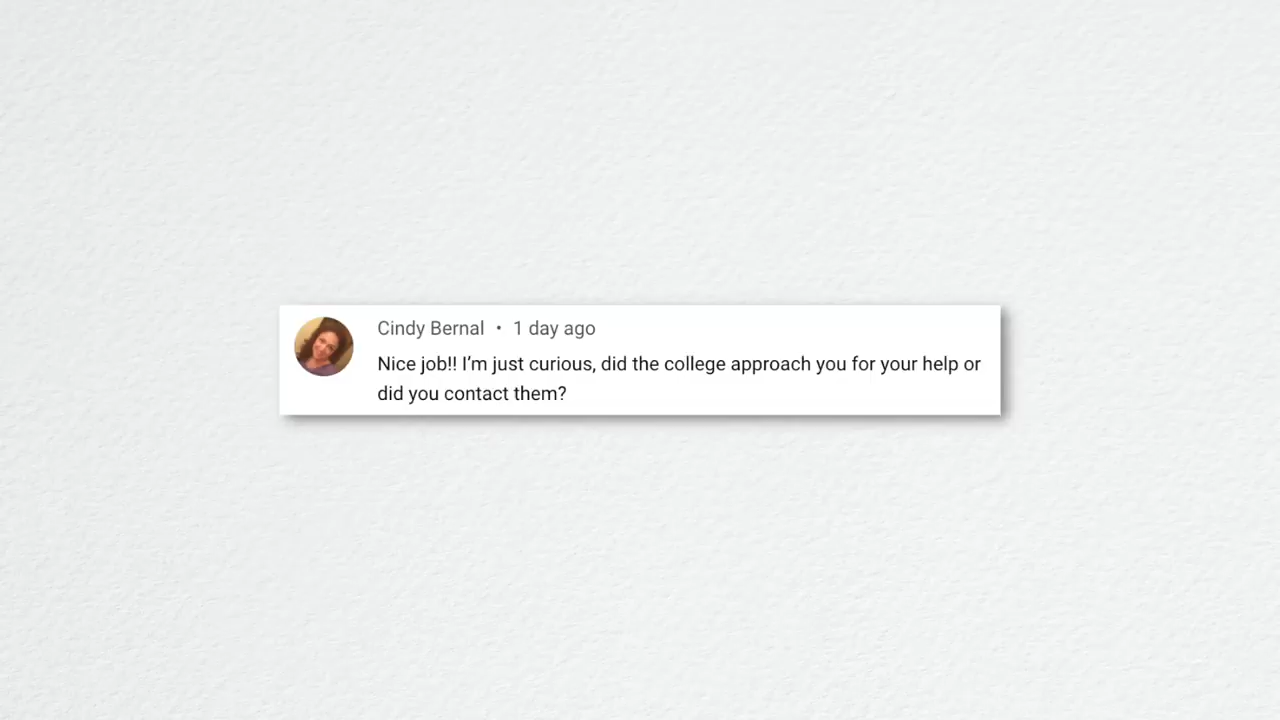 Cindy Bernal • 1 day ago
Nice job!! I’m just curious, did the college approach you for your help or
did you contact them?